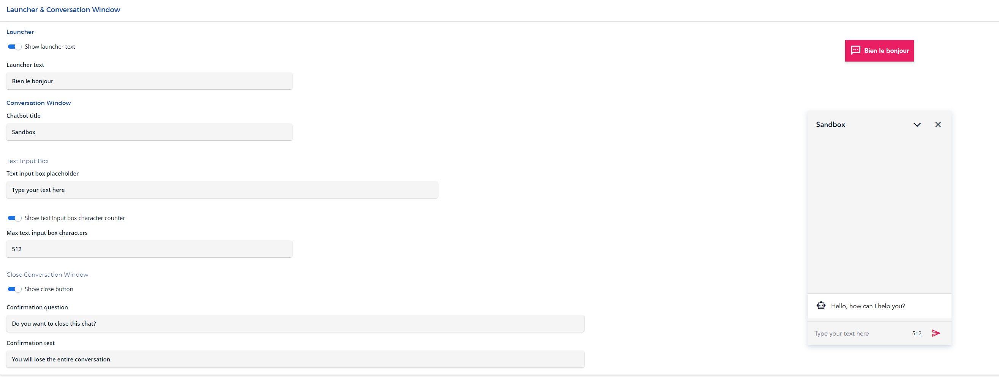 Launcher & Conversation Window
Launcher
Show launcher text
Launcher text
Bien le bonjour
Conversation Window
Chatbot title
Sandbox
Text Input Box
Text input box placeholder
Type your text here
Show text input box character counter
Max text input box characters
512
Close Conversation Window
Show close button
Confirmation question
Do you want to close this chat?
Confirmation text
You will lose the entire conversation.
Bien le bonjour
Sandbox
Hello, how can I help you?
Type your text here 512